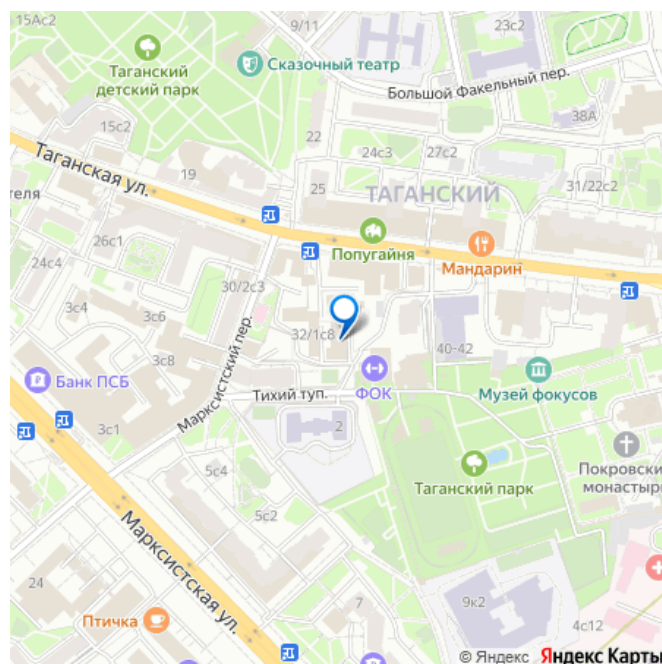 9/11
23с2
15Ас2
Таганский
детский парк
Сказочный театр
Большой Факельный пер.
15с2
38А
22
24с3
27с2
Таганская ул.
19
25
ТАГАНСКИЙ
31/22с2
теля
26с1
Попугайня
Мандарин
24с4
30/2с3
3с4
3с6
32/1с8
40-42
Марксистский пер.
3с8
Банк ПСБ
ФОК
Музей фокусов
Тихий туп.
3с1
2
Покровски
монастырь
5с4
Таганский парк
5с2
Марксистская ул.
24
Птичка
7
9к2
4с12
© Яндекс
Яндекс Карты